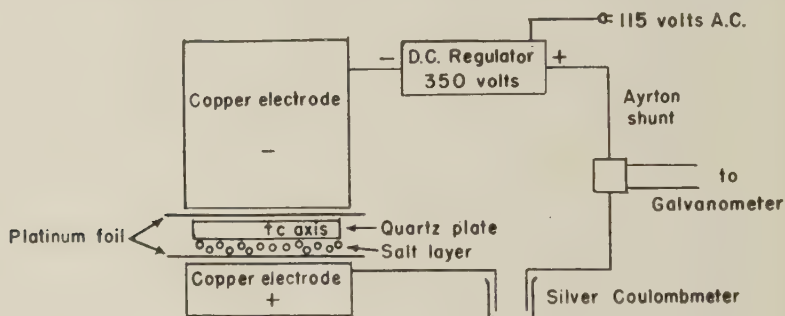 115 volts A.C.
D.C. Regulator
350 volts
-
+
Copper electrode
-
Ayrton
shunt
to
Galvanometer
Platinum foil
↑c axis
Quartz plate
Salt layer
Copper electrode
+
Silver Coulombmeter